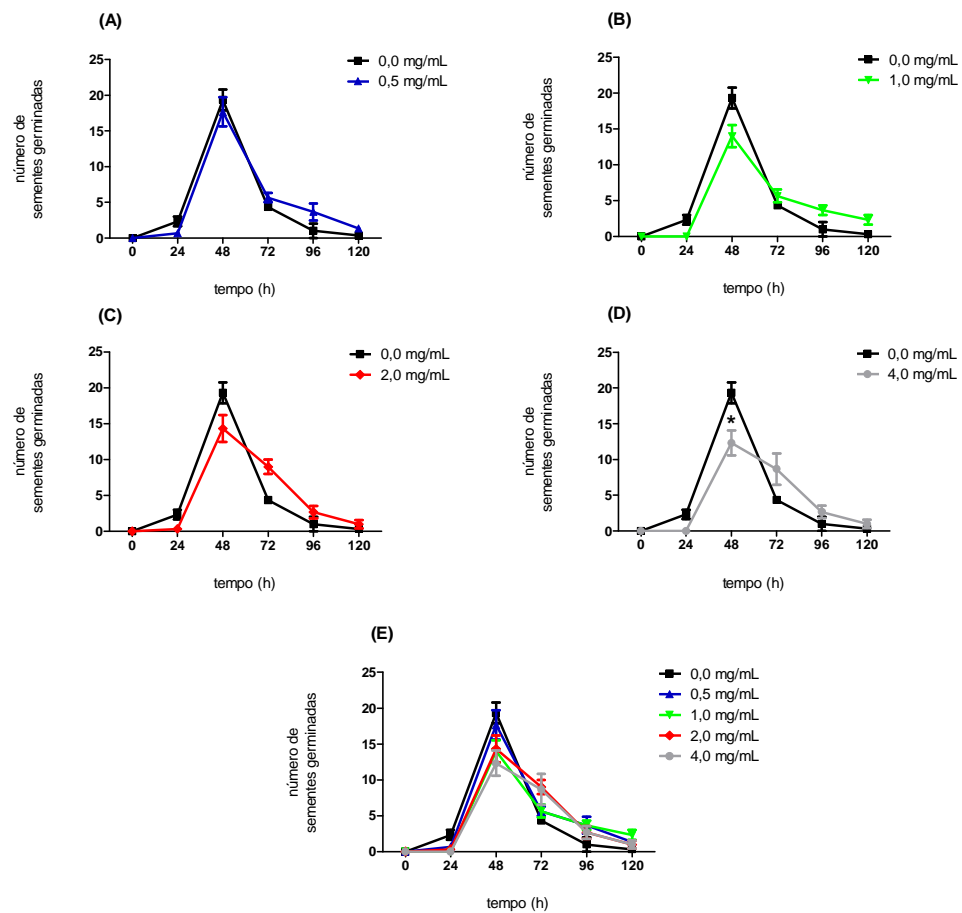 (A)
0,0 mg/mL
0,5 mg/mL
número de
sementes germinadas
25
20
15
10
5
0
0 24 48 72 96 120
tempo (h)
(B)
0,0 mg/mL
1,0 mg/mL
número de
sementes germinadas
25
20
15
10
5
0
0 24 48 72 96 120
tempo (h)
(C)
0,0 mg/mL
2,0 mg/mL
número de
sementes germinadas
25
20
15
10
5
0
0 24 48 72 96 120
tempo (h)
(D)
0,0 mg/mL
4,0 mg/mL
número de
sementes germinadas
25
20
15
10
5
0
*
0 24 48 72 96 120
tempo (h)
(E)
0,0 mg/mL
0,5 mg/mL
1,0 mg/mL
2,0 mg/mL
4,0 mg/mL
número de
sementes germinadas
25
20
15
10
5
0
0 24 48 72 96 120
tempo (h)